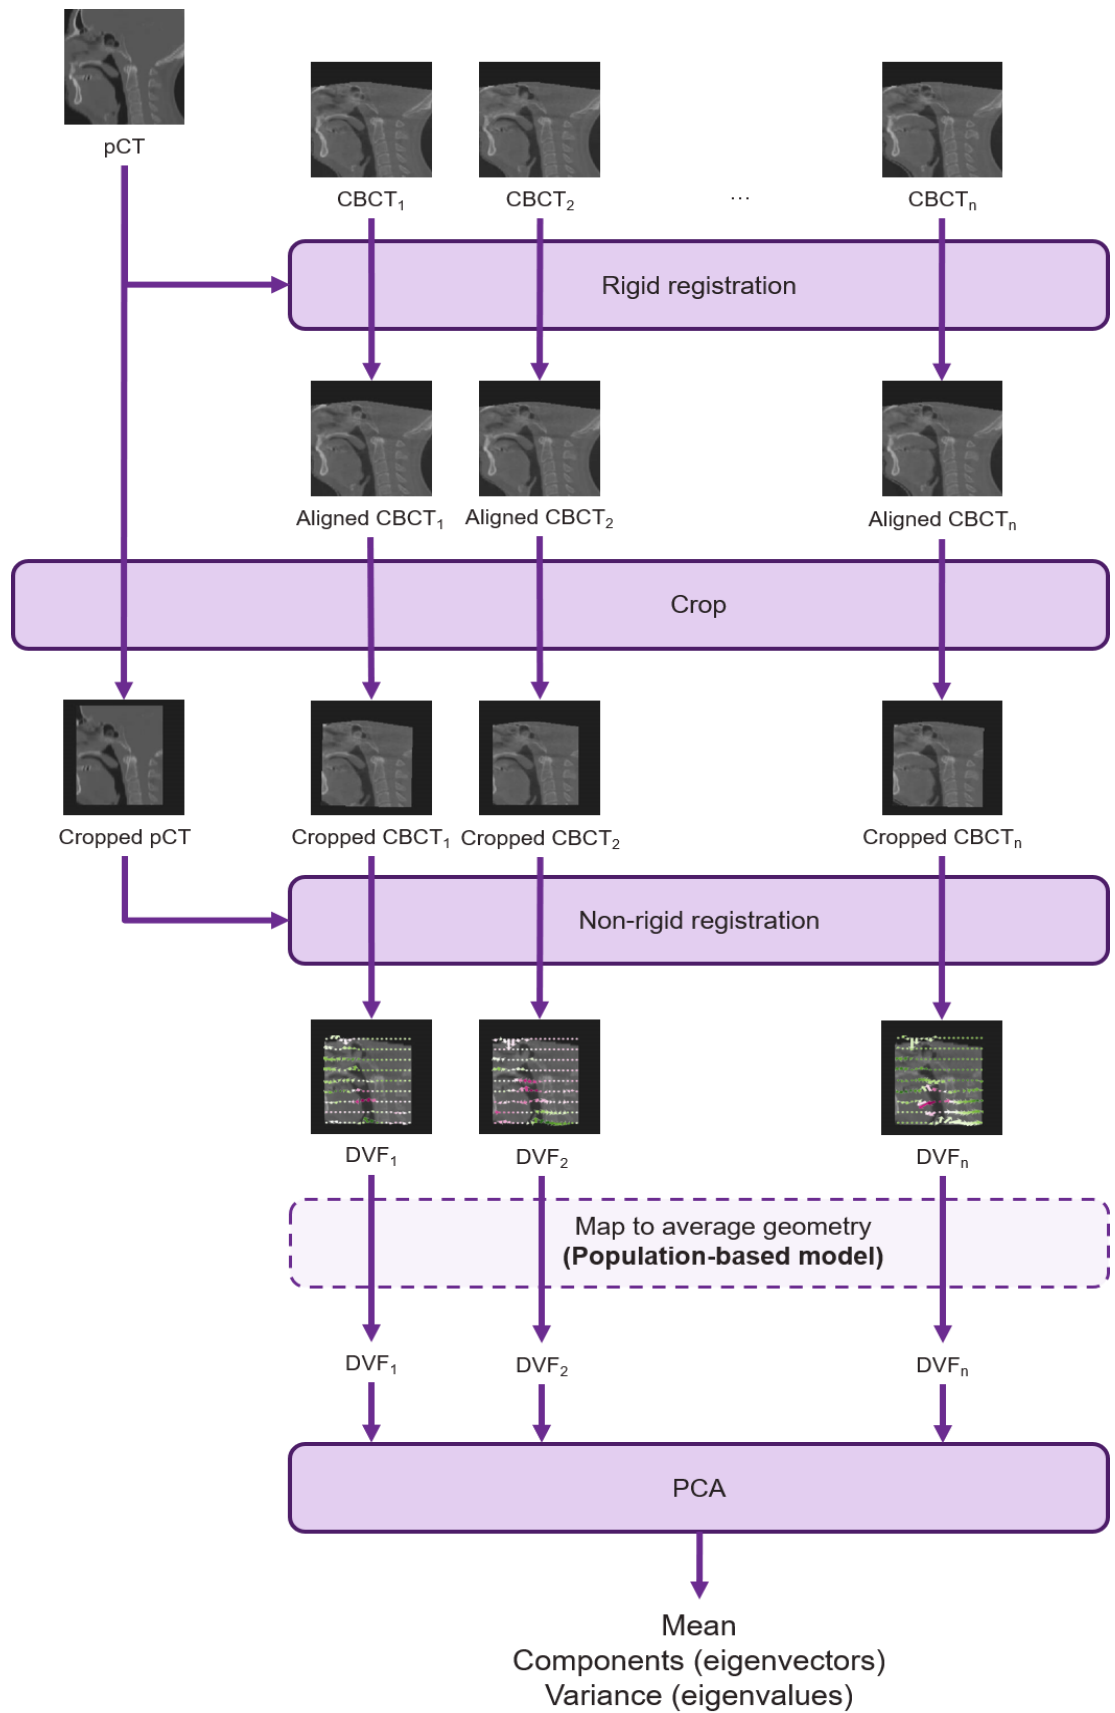 pCT
CBCT₁
CBCT₂
...
CBCTₙ
Rigid registration
Aligned CBCT₁
Aligned CBCT₂
Aligned CBCTₙ
Crop
Cropped pCT
Cropped CBCT₁
Cropped CBCT₂
Cropped CBCTₙ
Non-rigid registration
DVF₁
DVF₂
DVFₙ
Map to average geometry
(Population-based model)
DVF₁
DVF₂
DVFₙ
PCA
Mean
Components (eigenvectors)
Variance (eigenvalues)